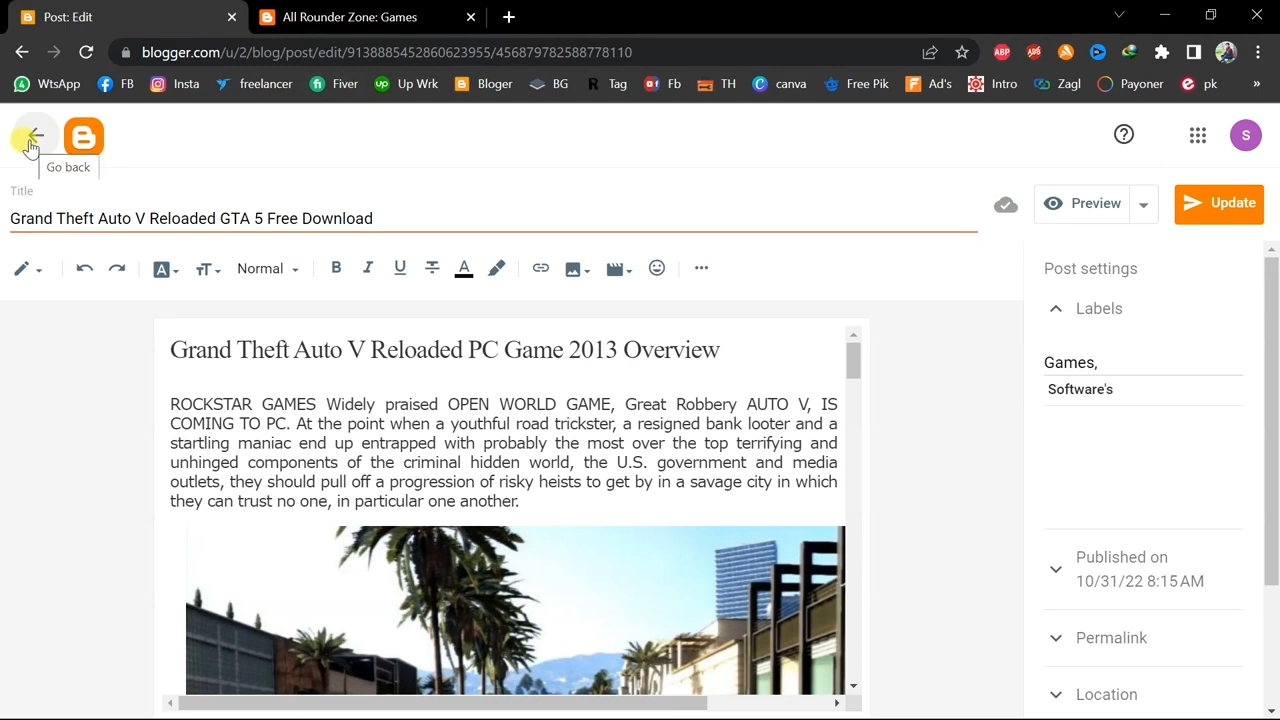 Post: Edit
All Rounder Zone: Games
blogger.com/u/2/blog/post/edit/9138885452860623955/456879782588778110
WtsApp FB Insta freelancer Fiver Up Wrk Bloger BG Tag Fb TH canva Free Pik Ad's Intro Zagl Payoner pk »
Go back
S
Title
Grand Theft Auto V Reloaded GTA 5 Free Download
Preview
Update
Normal
Post settings
Labels
Games,
Software's
Published on
10/31/22 8:15 AM
Permalink
Location
Grand Theft Auto V Reloaded PC Game 2013 Overview
ROCKSTAR GAMES Widely praised OPEN WORLD GAME, Great Robbery AUTO V, IS
COMING TO PC. At the point when a youthful road trickster, a resigned bank looter and a
startling maniac end up entrapped with probably the most over the top terrifying and
unhinged components of the criminal hidden world, the U.S. government and media
outlets, they should pull off a progression of risky heists to get by in a savage city in which
they can trust no one, in particular one another.